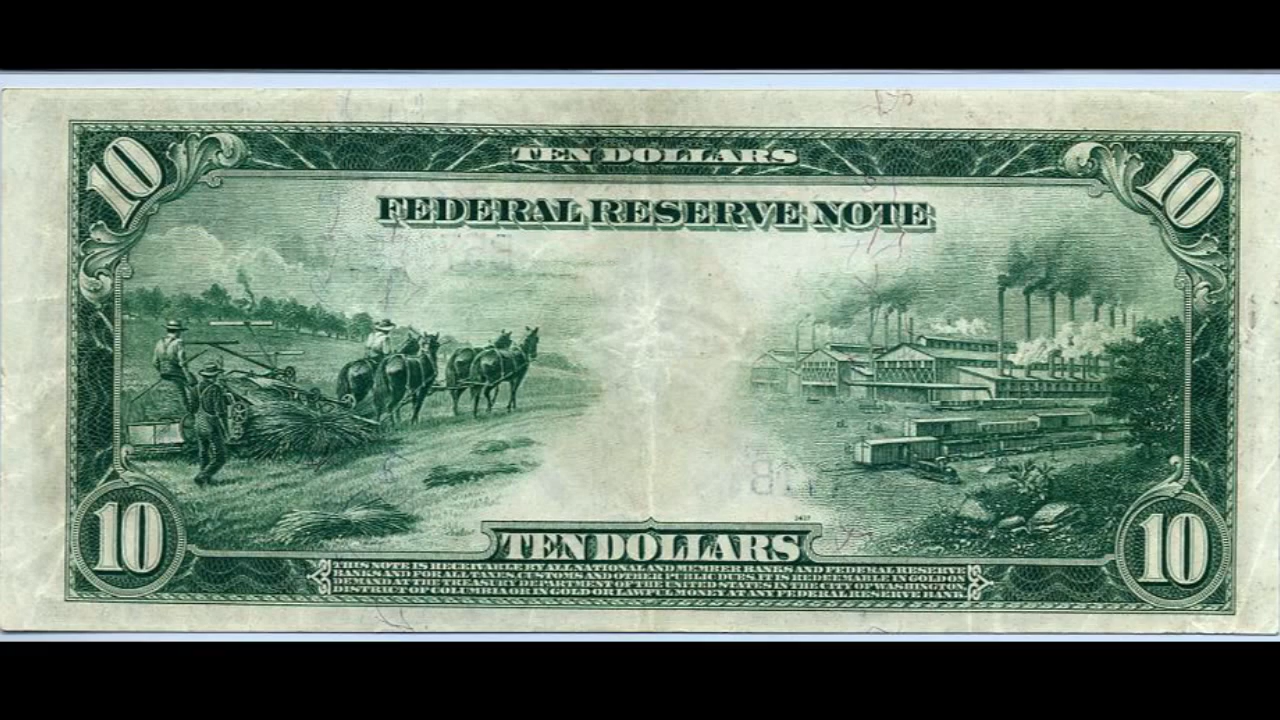 10
TEN DOLLARS
10
FEDERAL RESERVE NOTE
10
TEN DOLLARS
10
THIS NOTE IS RECEIVABLE BY ALL NATIONAL AND MEMBER BANKS AND FEDERAL RESERVE
BANKS AND FOR ALL TAXES, CUSTOMS AND OTHER PUBLIC DUES. IT IS REDEEMABLE IN GOLD ON
DEMAND AT THE TREASURY DEPARTMENT OF THE UNITED STATES IN THE CITY OF WASHINGTON,
DISTRICT OF COLUMBIA OR IN GOLD OR LAWFUL MONEY AT ANY FEDERAL RESERVE BANK.